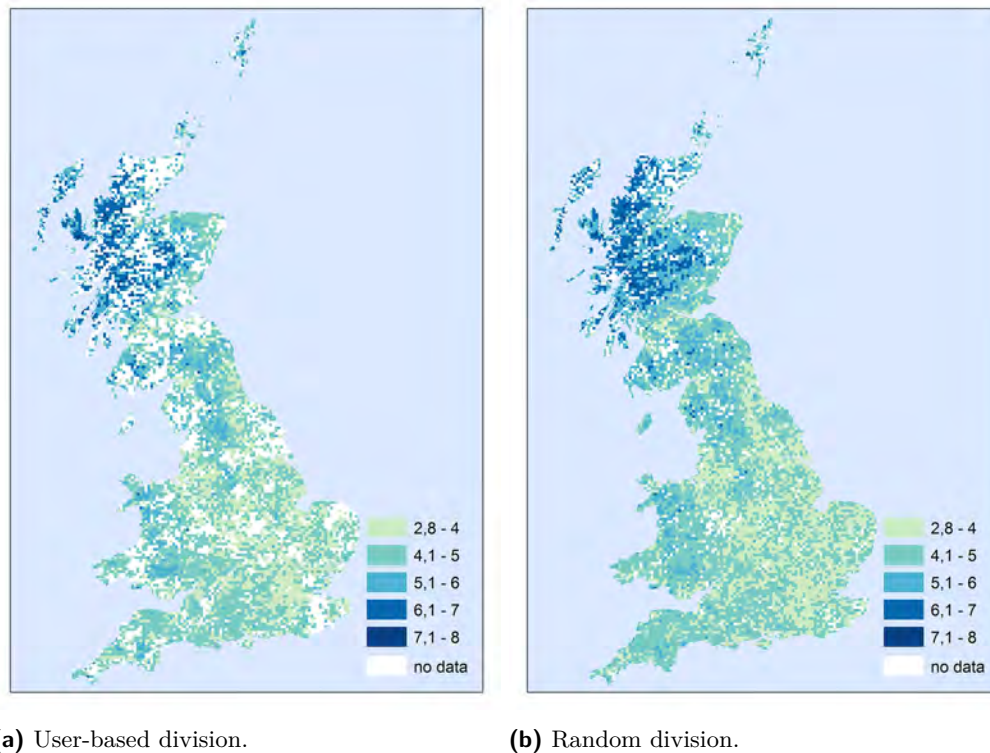 2,8 - 4
4,1 - 5
5,1 - 6
6,1 - 7
7,1 - 8
no data
2,8 - 4
4,1 - 5
5,1 - 6
6,1 - 7
7,1 - 8
no data
a) User-based division.
(b) Random division.